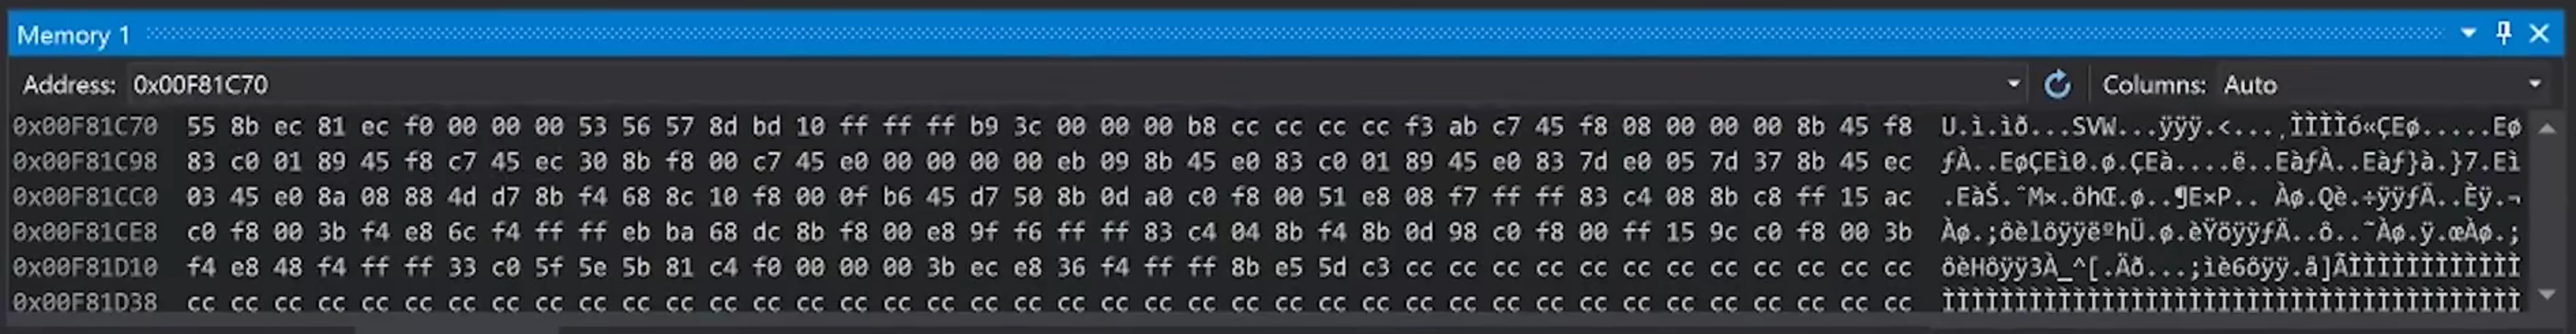 Memory 1
Address: 0x00F81C70 Columns: Auto
0x00F81C70 55 8b ec 81 ec f0 00 00 00 53 56 57 8d bd 10 ff ff ff b9 3c 00 00 00 b8 cc cc cc cc f3 ab c7 45 f8 08 00 00 00 8b 45 f8 U.ì.ìð...SVW...ÿÿÿ.<...¸ÌÌÌÌó«ÇEø.....Eø
0x00F81C98 83 c0 01 89 45 f8 c7 45 ec 30 8b f8 00 c7 45 e0 00 00 00 00 eb 09 8b 45 e0 83 c0 01 89 45 e0 83 7d e0 05 7d 37 8b 45 ec ƒÀ..EøÇEì0.ø.ÇEà....ë..EàƒÀ..Eàƒ}à.}7.Eì
0x00F81CC0 03 45 e0 8a 08 88 4d d7 8b f4 68 8c 10 f8 00 0f b6 45 d7 50 8b 0d a0 c0 f8 00 51 e8 08 f7 ff ff 83 c4 08 8b c8 ff 15 ac .EàŠ.ˆM×.ôhŒ.ø..¶E×P.. Àø.Qè.÷ÿÿƒÄ..Èÿ.¬
0x00F81CE8 c0 f8 00 3b f4 e8 6c f4 ff ff eb ba 68 dc 8b f8 00 e8 9f f6 ff ff 83 c4 04 8b f4 8b 0d 98 c0 f8 00 ff 15 9c c0 f8 00 3b Àø.;ôèlôÿÿëºhÜ.ø.èŸöÿÿƒÄ..ô..˜Àø.ÿ.œÀø.;
0x00F81D10 f4 e8 48 f4 ff ff 33 c0 5f 5e 5b 81 c4 f0 00 00 00 3b ec e8 36 f4 ff ff 8b e5 5d c3 cc cc cc cc cc cc cc cc cc cc cc cc ôèHôÿÿ3À_^[.Äð...;ìè6ôÿÿ.å]ÃÌÌÌÌÌÌÌÌÌÌÌÌ
0x00F81D38 cc cc cc cc cc cc cc cc cc cc cc cc cc cc cc cc cc cc cc cc cc cc cc cc cc cc cc cc cc cc cc cc cc cc cc cc cc cc cc cc ÌÌÌÌÌÌÌÌÌÌÌÌÌÌÌÌÌÌÌÌÌÌÌÌÌÌÌÌÌÌÌÌÌÌÌÌÌÌÌÌ